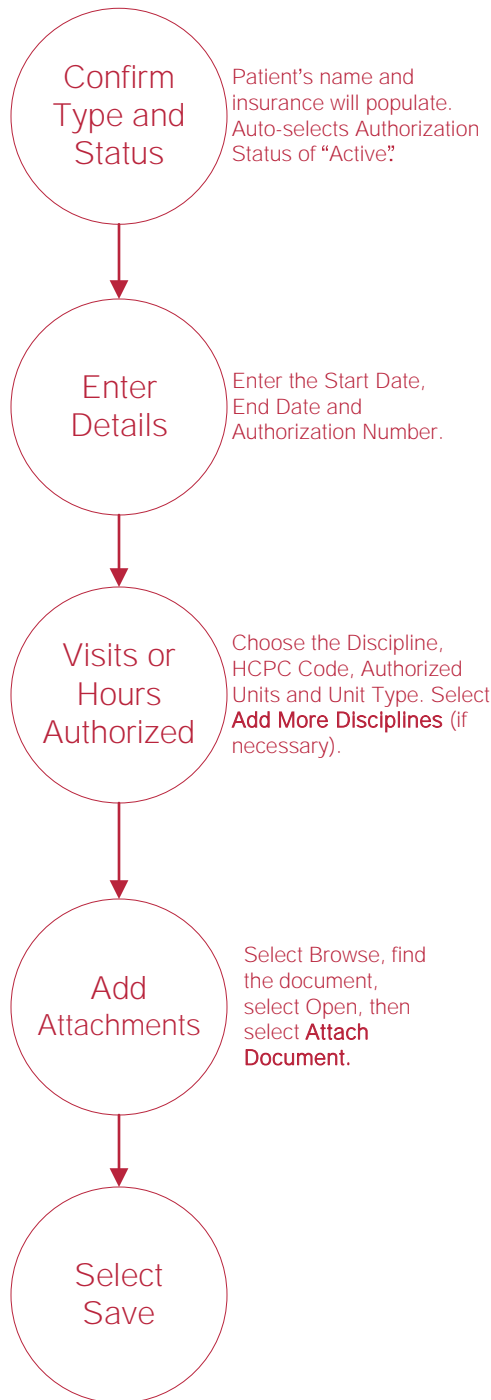 Confirm
Type and
Status
Patient's name and
insurance will populate.
Auto-selects Authorization
Status of “Active”.
Enter
Details
Enter the Start Date,
End Date and
Authorization Number.
Visits or
Hours
Authorized
Choose the Discipline,
HCPC Code, Authorized
Units and Unit Type. Select
Add More Disciplines (if
necessary).
Add
Attachments
Select Browse, find
the document,
select Open, then
select Attach
Document.
Select
Save